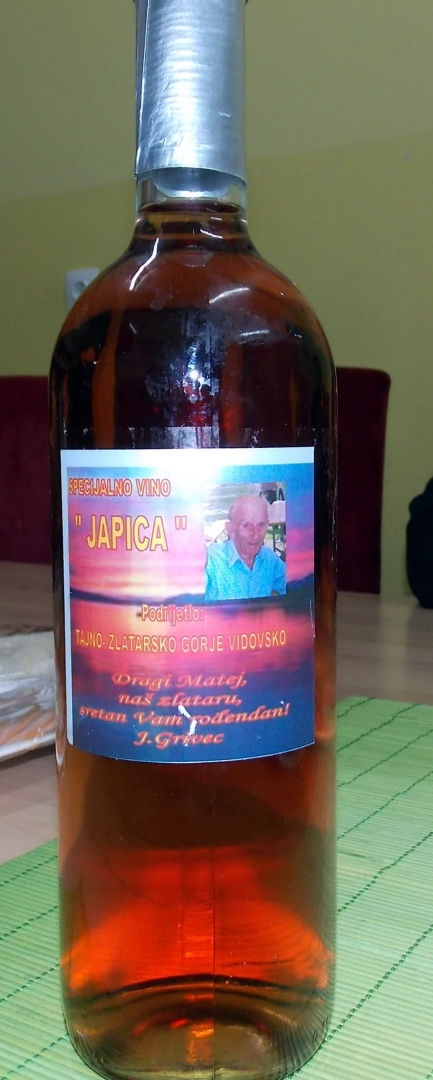 SPECIJALNO VINO
"JAPICA"
Podrijetlo:
TAJNO-ZLATARSKO GORJE VIDOVSKO
Dragi Matej,
naš zlataru,
sretan Vam rođendan!
J. Grivec